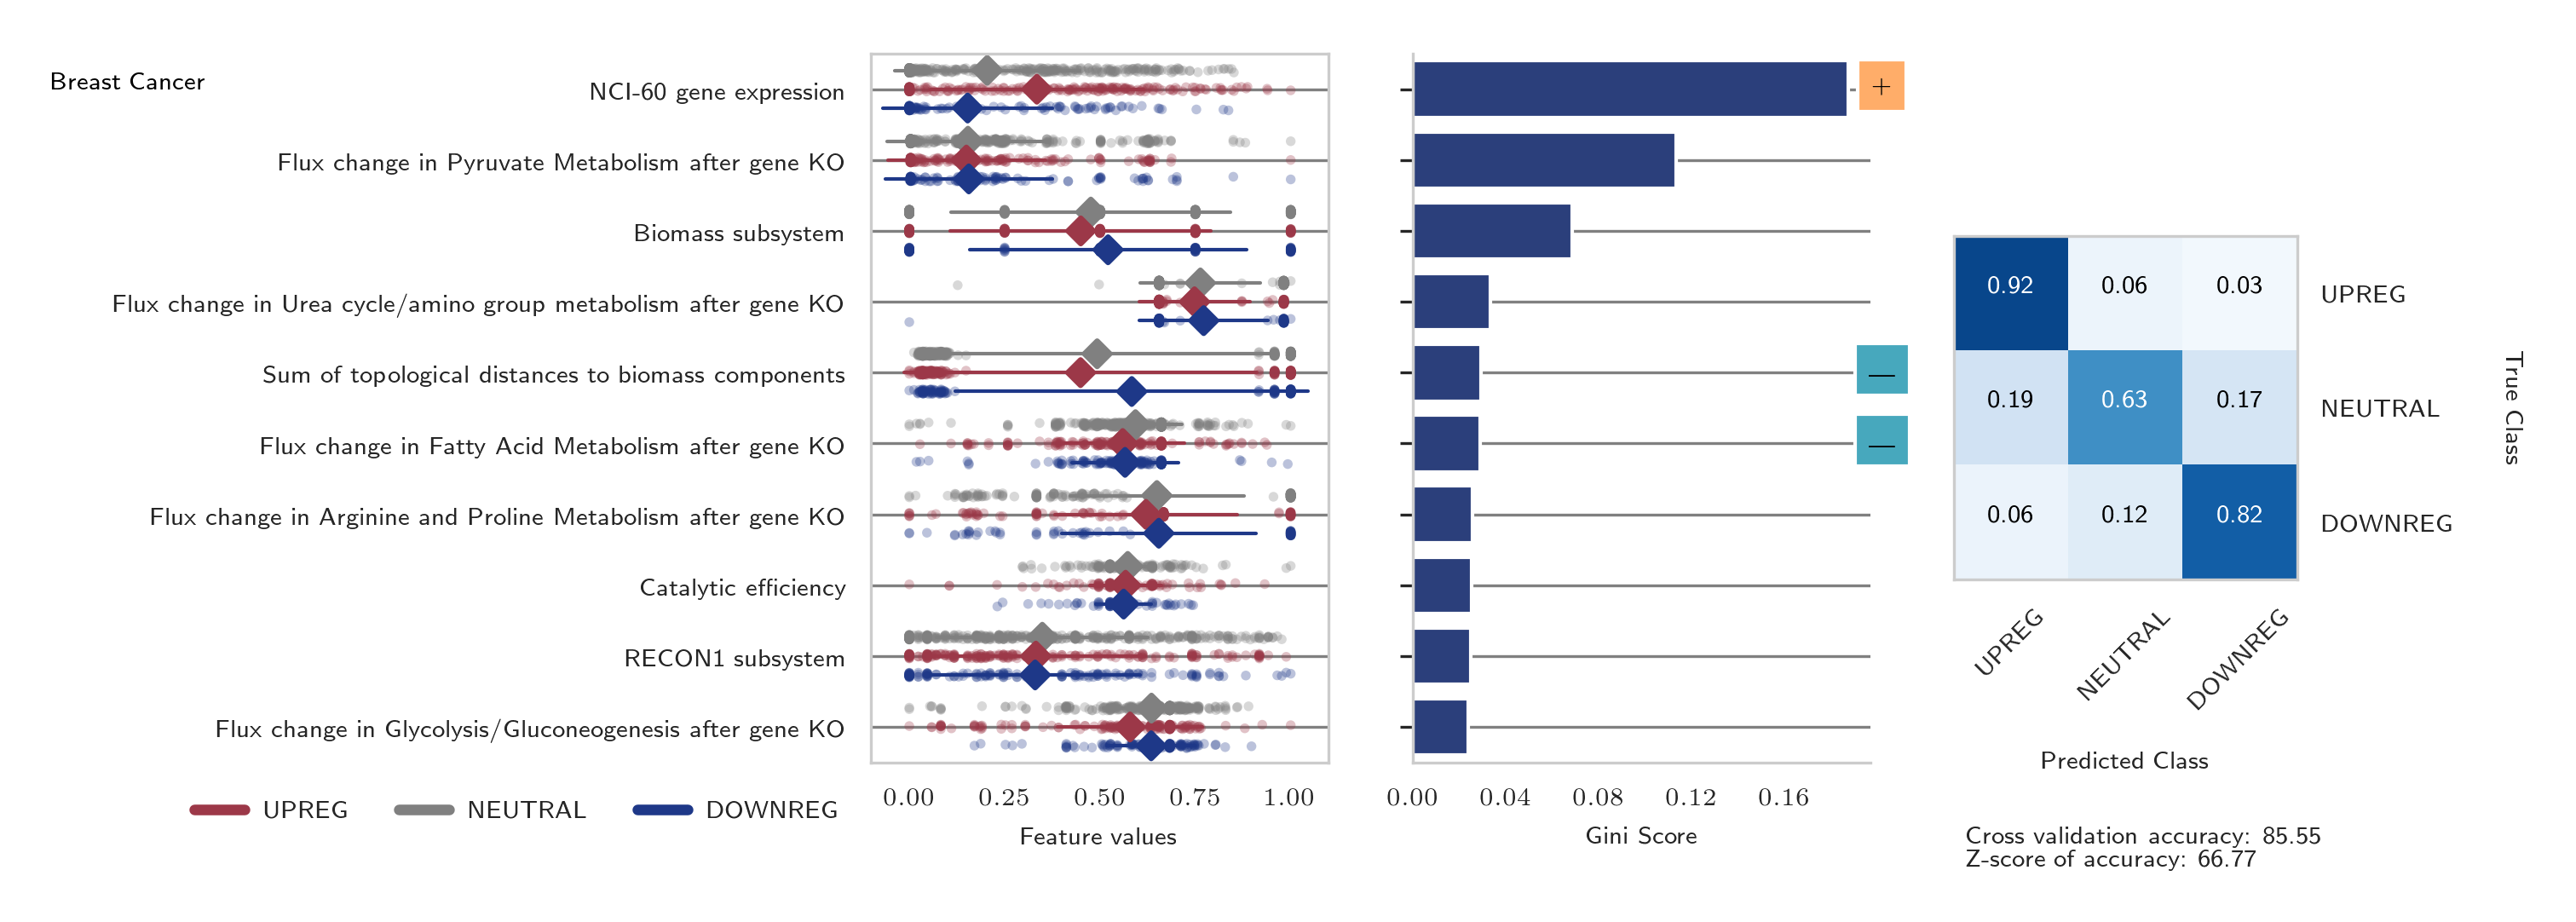 Breast Cancer
NCI-60 gene expression
Flux change in Pyruvate Metabolism after gene KO
Biomass subsystem
Flux change in Urea cycle/amino group metabolism after gene KO
Sum of topological distances to biomass components
Flux change in Fatty Acid Metabolism after gene KO
Flux change in Arginine and Proline Metabolism after gene KO
Catalytic efficiency
RECON1 subsystem
Flux change in Glycolysis/Gluconeogenesis after gene KO
UPREG NEUTRAL DOWNREG
0.00 0.25 0.50 0.75 1.00
Feature values
+
—
—
0.00 0.04 0.08 0.12 0.16
Gini Score
0.92 0.06 0.03 UPREG
0.19 0.63 0.17 NEUTRAL
0.06 0.12 0.82 DOWNREG
True Class
UPREG NEUTRAL DOWNREG
Predicted Class
Cross validation accuracy: 85.55
Z-score of accuracy: 66.77